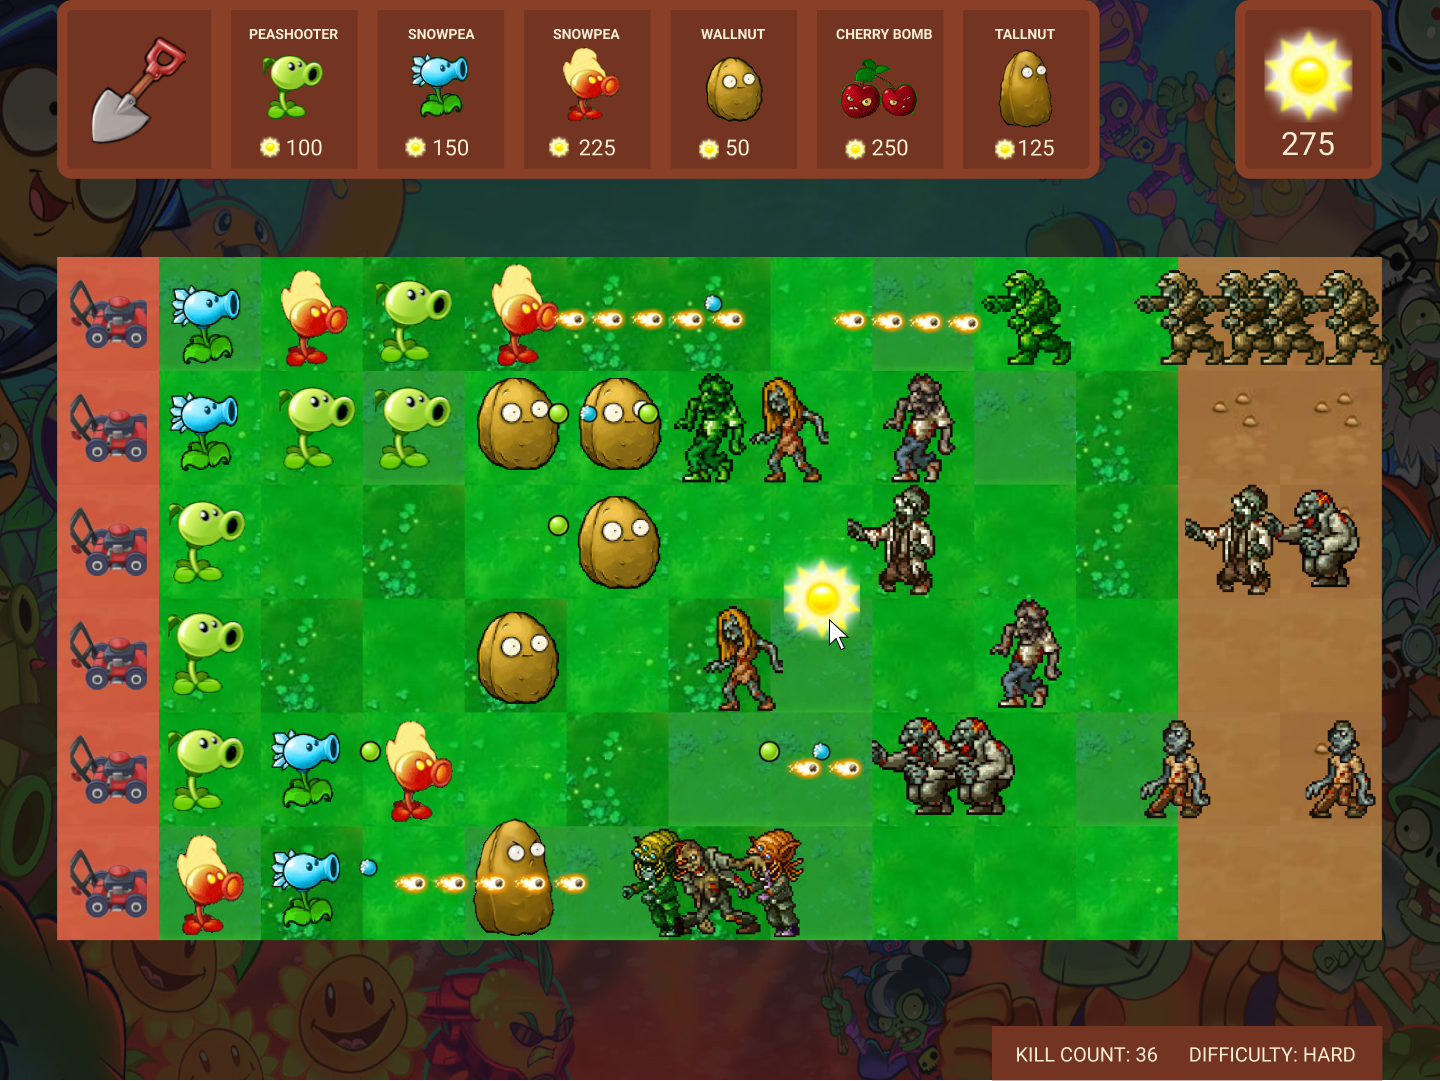 PEASHOOTER
100
SNOWPEA
150
SNOWPEA
225
WALLNUT
50
CHERRY BOMB
250
TALLNUT
125
275
KILL COUNT: 36 DIFFICULTY: HARD